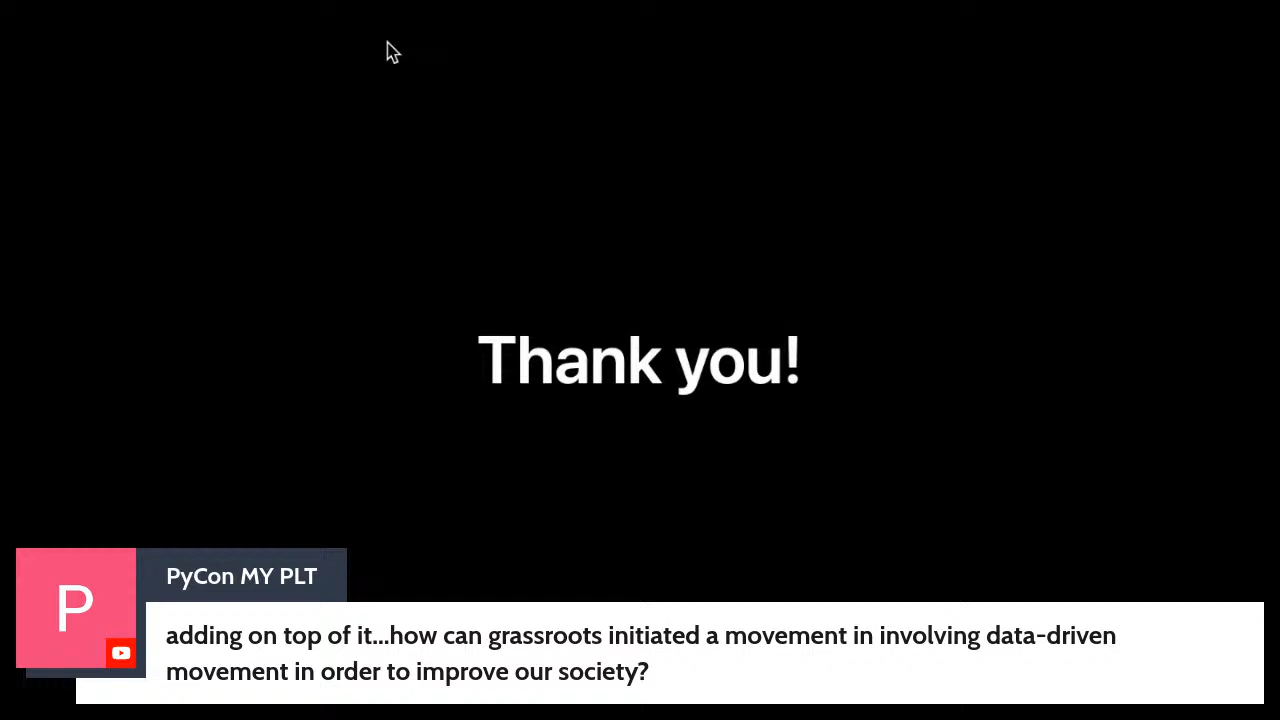 Thank you!
P
PyCon MY PLT
adding on top of it...how can grassroots initiated a movement in involving data-driven
movement in order to improve our society?